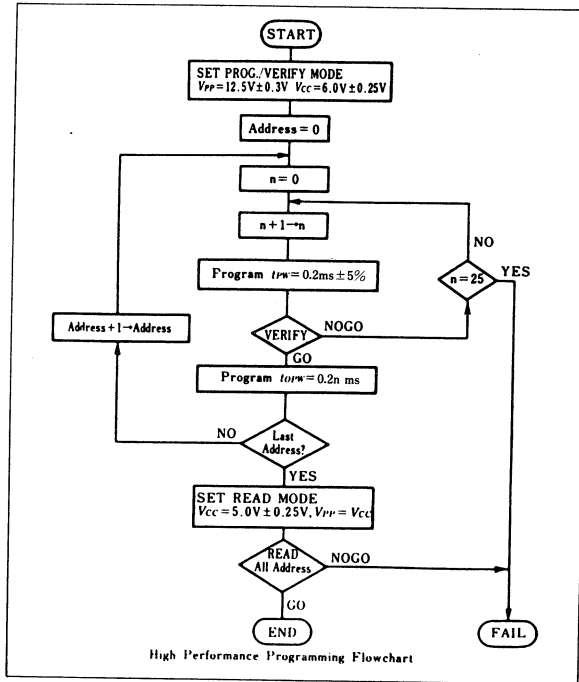 START
SET PROG./VERIFY MODE
VPP=12.5V±0.3V VCC=6.0V±0.25V
Address=0
n=0
n+1→n
NO
YES
n=25
Frogram tPW=0.2ms±5%
Address+1→Address
VERIFY
NOGO
GO
Program tOPW=0.2n ms
NO
Last
Address?
YES
SET READ MODE
VCC=5.0V±0.25V, VPP=VCC
READ
All Address
NOGO
GO
END
FAIL
High Performance Programming Flowchart